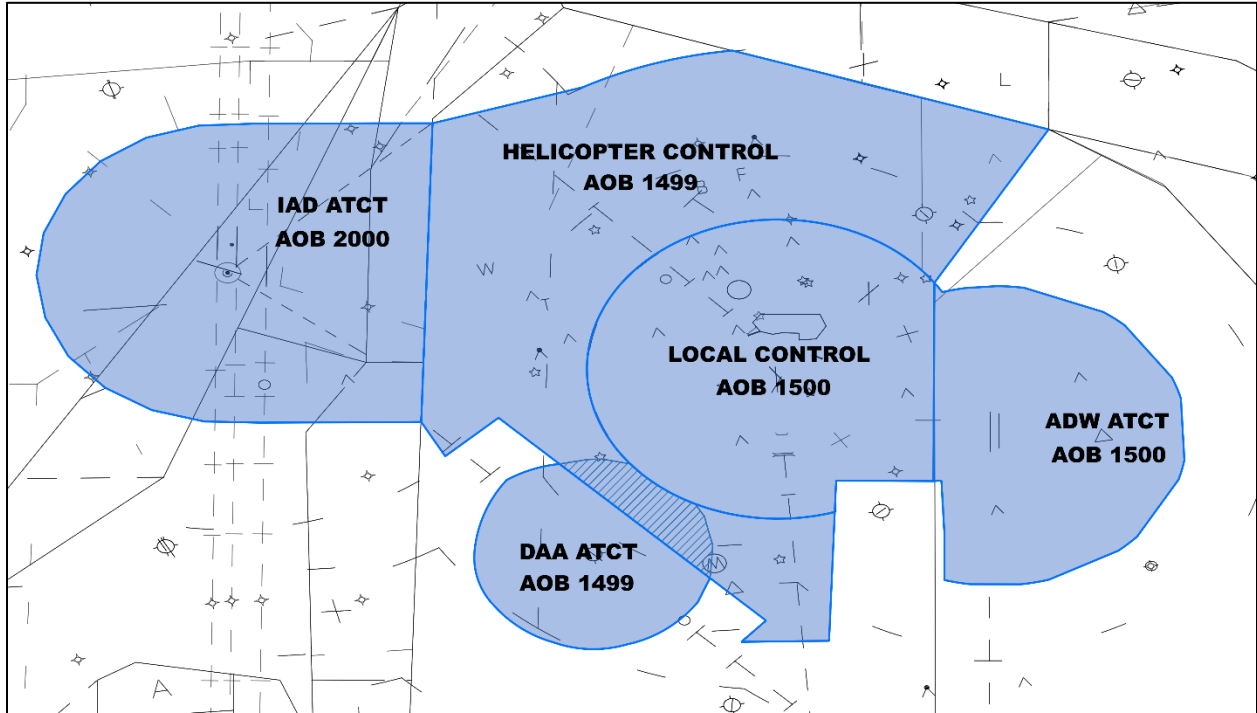 HELICOPTER CONTROL
AOB 1499
IAD ATCT
AOB 2000
B
F
W
LOCAL CONTROL
AOB 1500
ADW ATCT
AOB 1500
DAA ATCT
AOB 1499
M
A